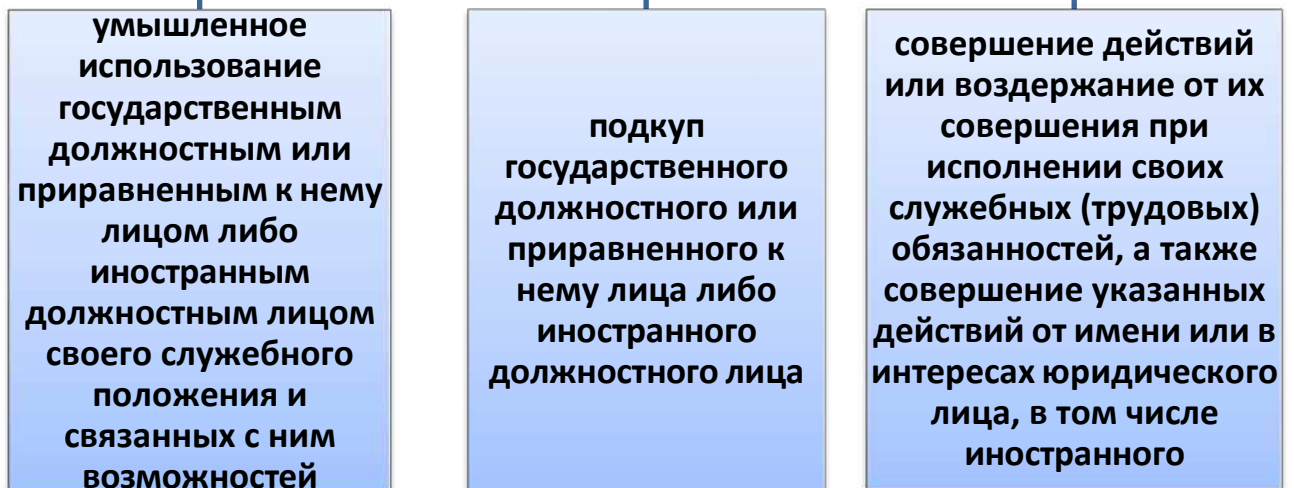 умышленное
использование
государственным
должностным или
приравненным к нему
лицом либо
иностранным
должностным лицом
своего служебного
положения и
связанных с ним
возможностей
подкуп
государственного
должностного или
приравненного к
нему лица либо
иностранного
должностного лица
совершение действий
или воздержание от их
совершения при
исполнении своих
служебных (трудовых)
обязанностей, а также
совершение указанных
действий от имени или в
интересах юридического
лица, в том числе
иностранного